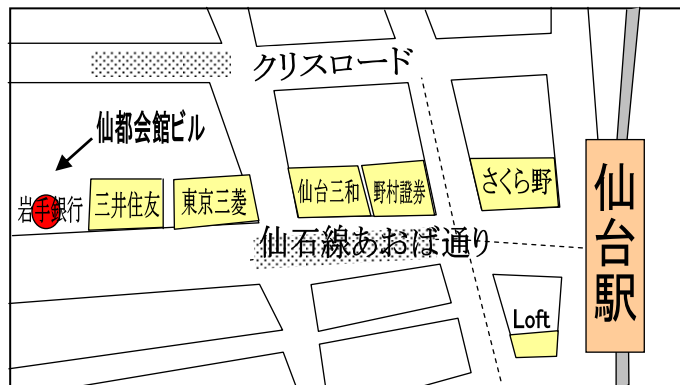 クリスロード
仙都会館ビル
岩手銀行
三井住友
東京三菱
仙台三和
野村證券
さくら野
仙台駅
仙石線あおば通り
Loft